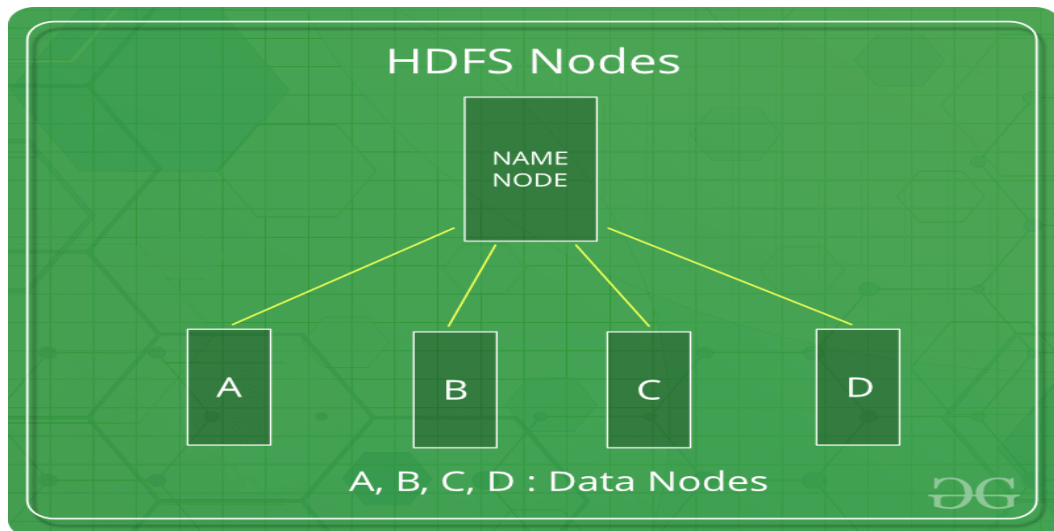 HDFS Nodes
NAME
NODE
A
B
C
D
A, B, C, D : Data Nodes